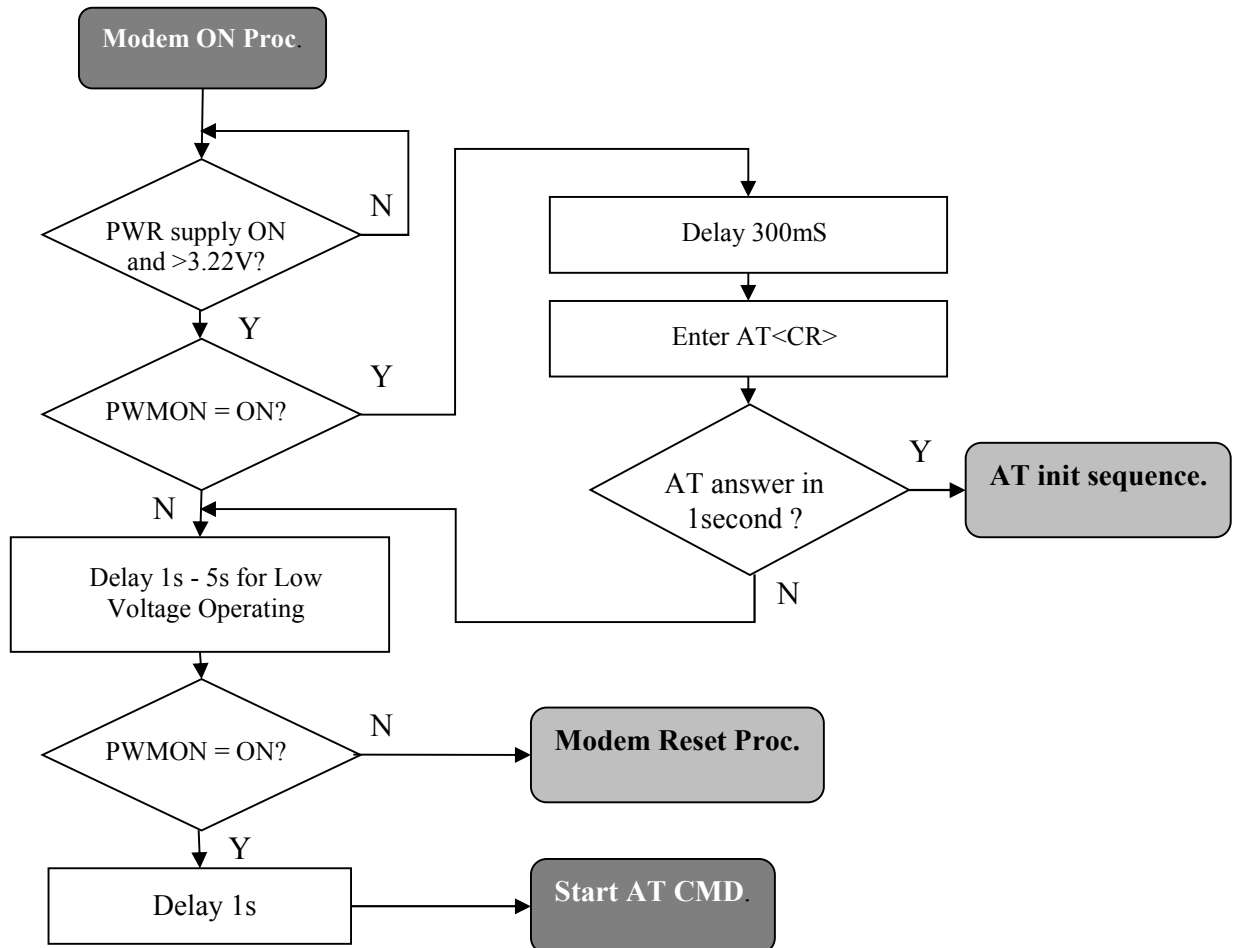 Modem ON Proc.
N
PWR supply ON
and >3.22V?
Y
PWMON = ON?
Y
Delay 300mS
Enter AT<CR>
AT answer in
1second ?
Y
AT init sequence.
N
N
Delay 1s - 5s for Low
Voltage Operating
PWMON = ON?
N
Modem Reset Proc.
Y
Delay 1s
Start AT CMD.